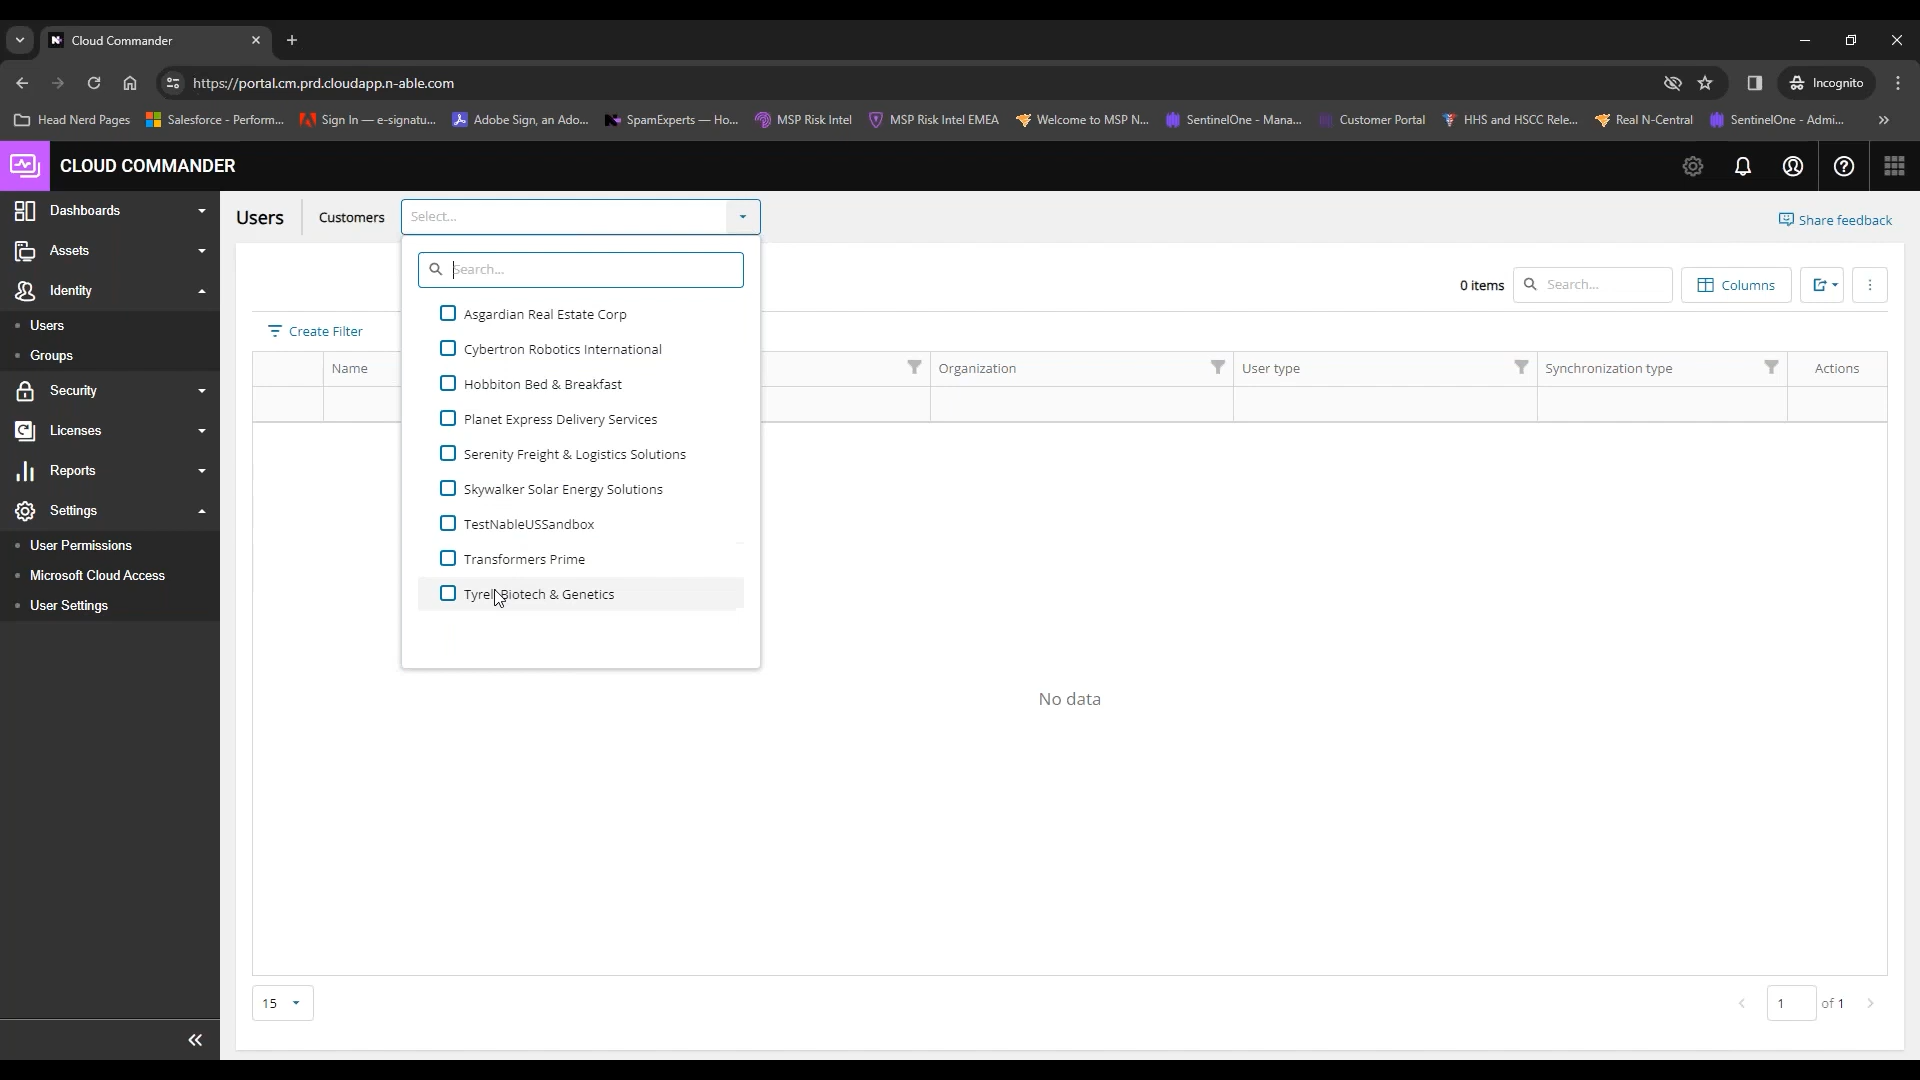 Cloud Commander
https://portal.cm.prd.cloudapp.n-able.com
Incognito
Head Nerd Pages
Salesforce - Perform...
Sign In — e-signatu...
Adobe Sign, an Ado...
SpamExperts — Ho...
MSP Risk Intel
MSP Risk Intel EMEA
Welcome to MSP N...
SentinelOne - Mana...
Customer Portal
HHS and HSCC Rele...
Real N-Central
SentinelOne - Admi...
CLOUD COMMANDER
Dashboards
Assets
Identity
Users
Groups
Security
Licenses
Reports
Settings
User Permissions
Microsoft Cloud Access
User Settings
Users
Customers
Select...
Share feedback
Search...
Asgardian Real Estate Corp
Cybertron Robotics International
Hobbiton Bed & Breakfast
Planet Express Delivery Services
Serenity Freight & Logistics Solutions
Skywalker Solar Energy Solutions
TestNableUSSandbox
Transformers Prime
Tyrell Biotech & Genetics
0 items
Search...
Columns
Create Filter
Name
Organization
User type
Synchronization type
Actions
No data
15
1
of 1